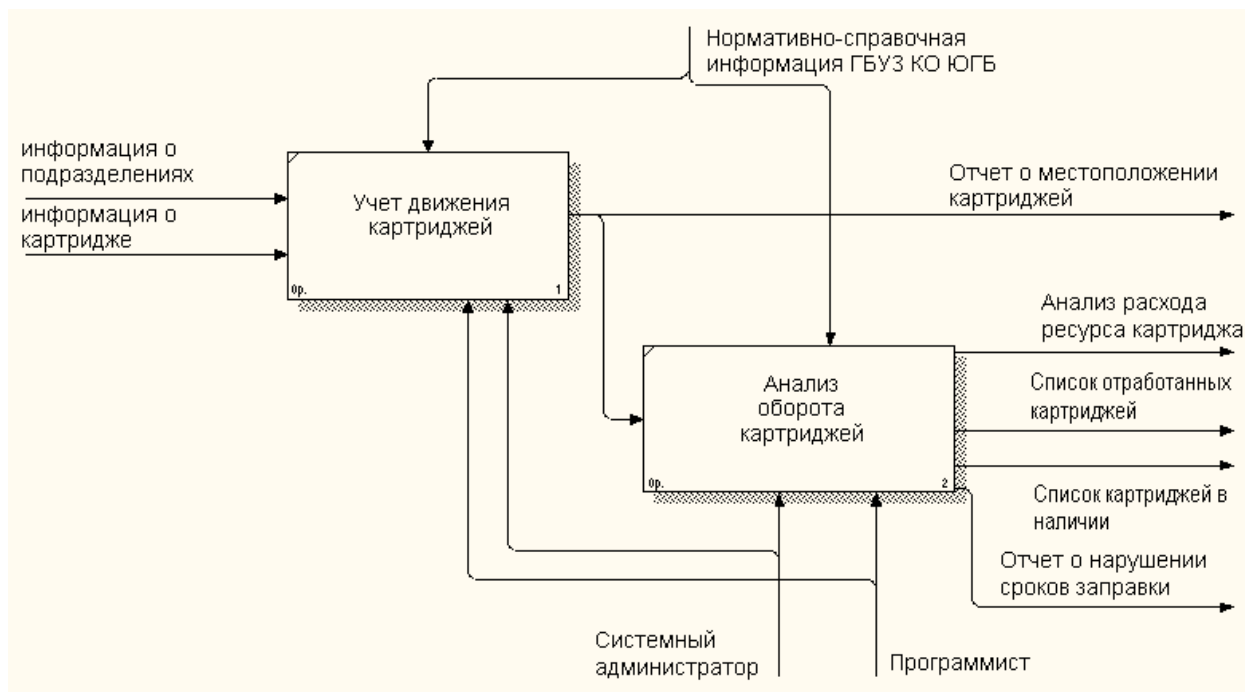 Нормативно-справочная
информация ГБУЗ КО ЮГБ
информация о
подразделениях
информация о
картридже
Учет движения
картриджей
0р.
1
Отчет о местоположении
картриджей
Анализ расхода
ресурса картриджа
Анализ
оборота
картриджей
0р.
2
Список отработанных
картриджей
Список картриджей в
наличии
Отчет о нарушении
сроков заправки
Системный
администратор
Программист